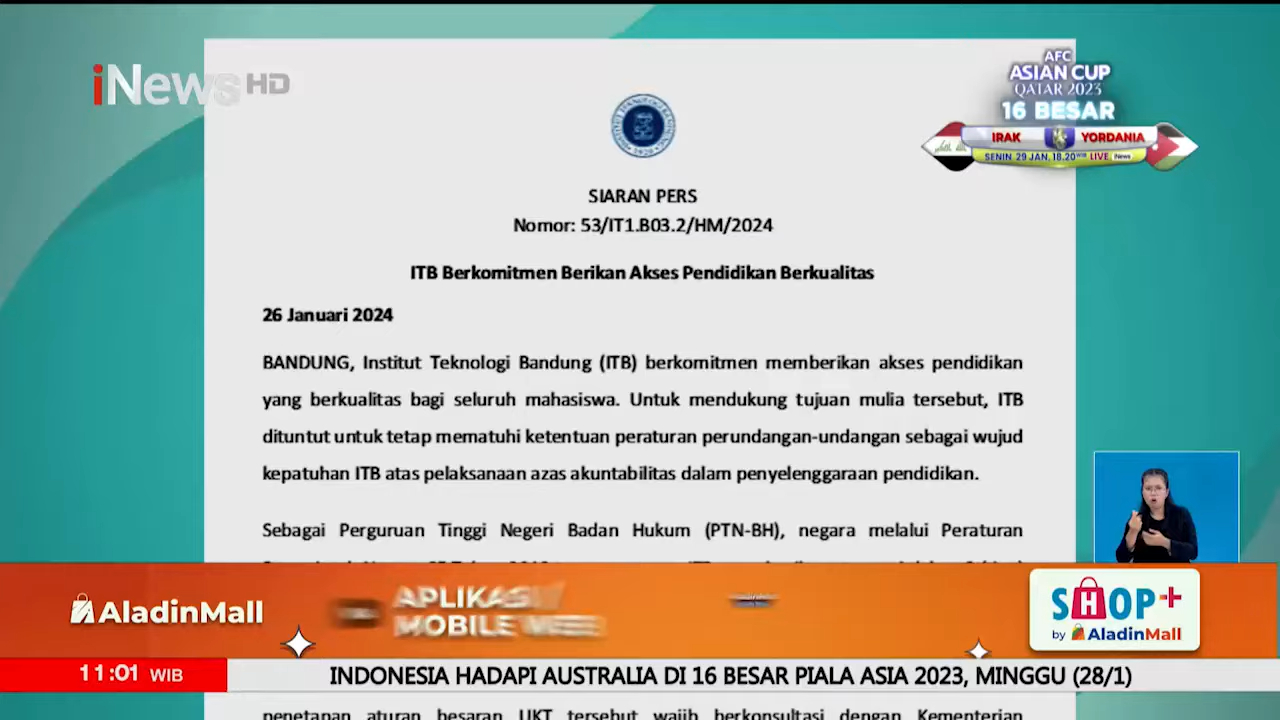 iNews HD
AFC
ASIAN CUP
QATAR 2023
16 BESAR
IRAK YORDANIA
SENIN, 29 JAN, 18.20 WIB LIVE iNews
SIARAN PERS
Nomor: 53/IT1.B03.2/HM/2024
ITB Berkomitmen Berikan Akses Pendidikan Berkualitas
26 Januari 2024
BANDUNG, Institut Teknologi Bandung (ITB) berkomitmen memberikan akses pendidikan
yang berkualitas bagi seluruh mahasiswa. Untuk mendukung tujuan mulia tersebut, ITB
dituntut untuk tetap mematuhi ketentuan peraturan perundangan-undangan sebagai wujud
kepatuhan ITB atas pelaksanaan azas akuntabilitas dalam penyelenggaraan pendidikan.
Sebagai Perguruan Tinggi Negeri Badan Hukum (PTN-BH), negara melalui Peraturan
AladinMall
APLIKASI
MOBILE
SHOP+
by AladinMall
11:01 WIB
INDONESIA HADAPI AUSTRALIA DI 16 BESAR PIALA ASIA 2023, MINGGU (28/1)
penetapan aturan besaran UKT tersebut wajib berkonsultasi dengan Kementerian